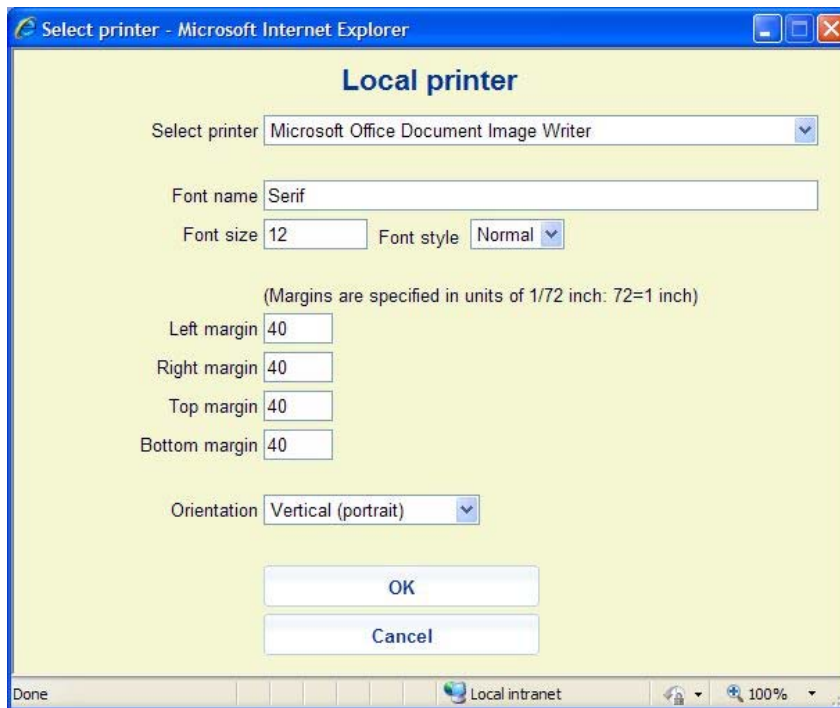 Select printer - Microsoft Internet Explorer
Local printer
Select printer Microsoft Office Document Image Writer
Font name Serif
Font size 12 Font style Normal
(Margins are specified in units of 1/72 inch: 72=1 inch)
Left margin 40
Right margin 40
Top margin 40
Bottom margin 40
Orientation Vertical (portrait)
OK
Cancel
Done Local intranet 100%